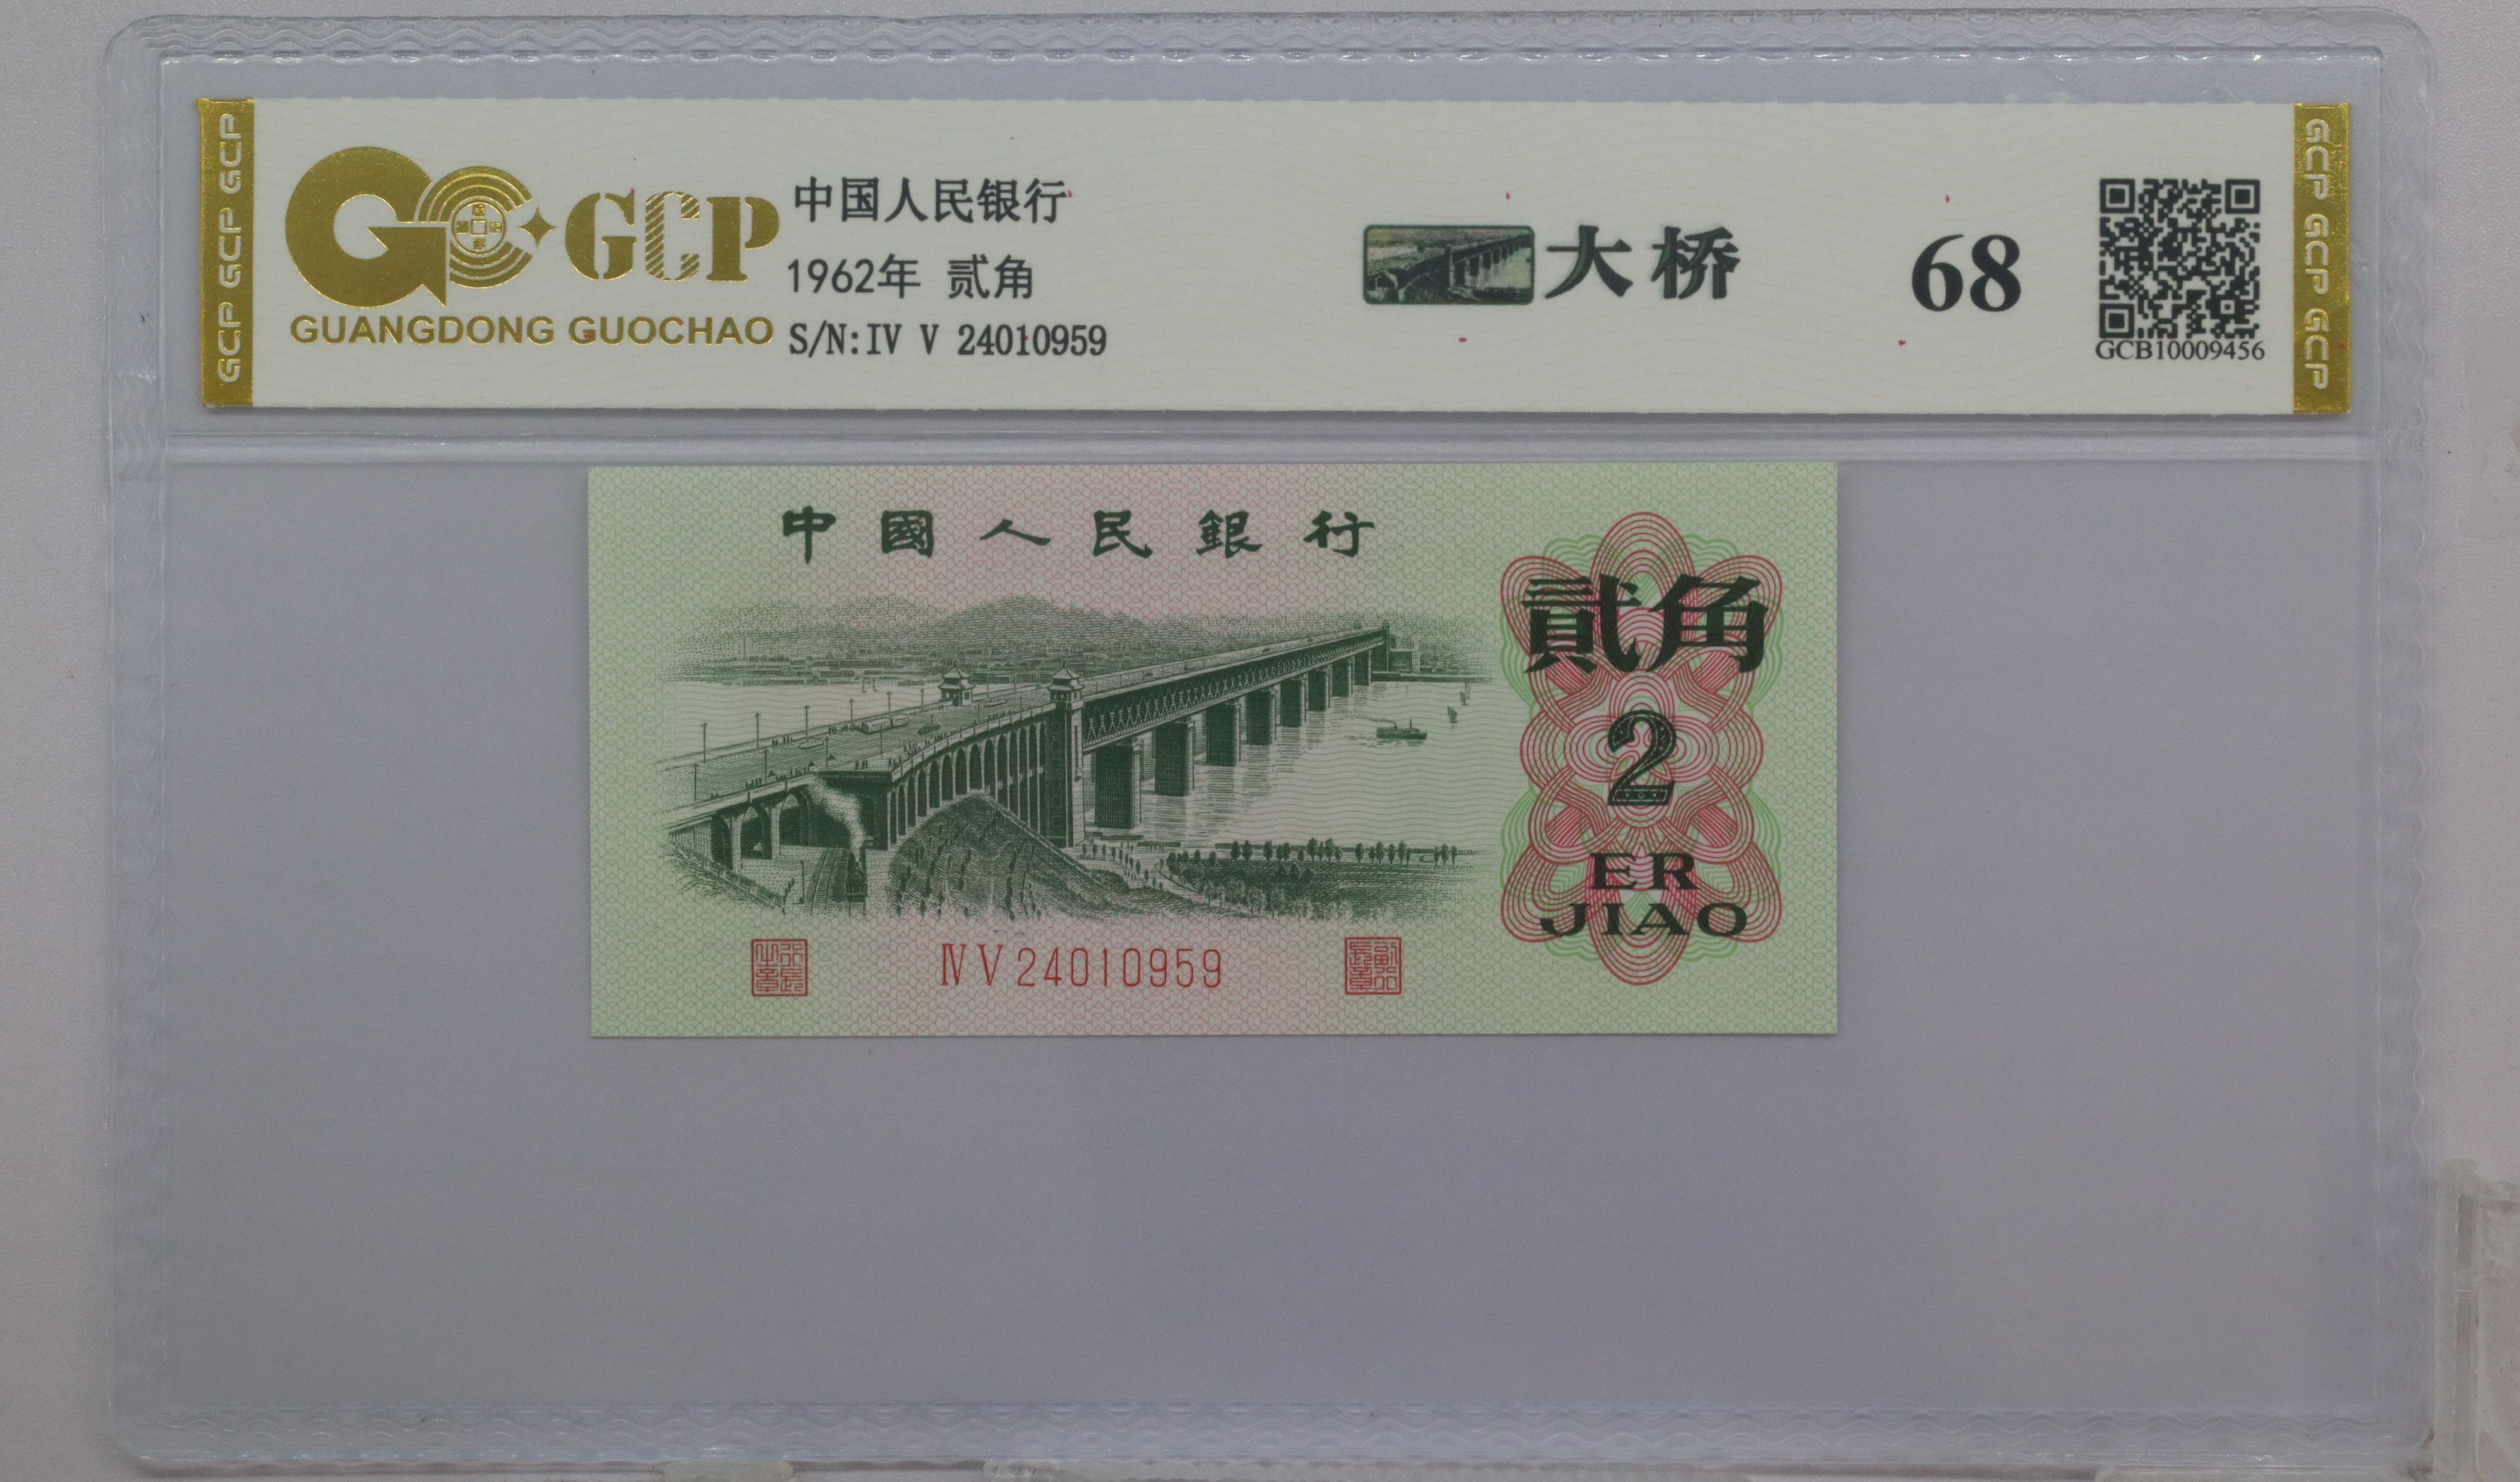 GCP GCP GCP
GCP
GUANGDONG GUOCHAO
中国人民银行
1962年 贰角
S/N:IV V 24010959
大桥
68
GCB10009456
GCP GCP GCP
中國人民銀行
貳角
2
ER
JIAO
IV V 24010959